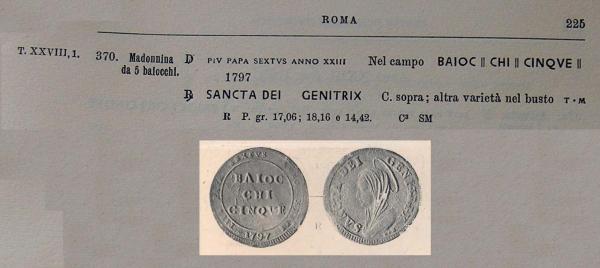 ROMA 225
T. XXVIII, 1. 370. Madonnina D PIV PAPA SEXTVS ANNO XXIII Nel campo BAIOC || CHI || CINQVE ||
da 5 baiocchi. 1797
R SANCTA DEI GENITRIX C. sopra; altra varietà nel busto T · M
R P. gr. 17,06; 18,16 e 14,42. C² SM
SEXTVS
BAIOC
CHI
CINQVE
1797
DEI GENE
R